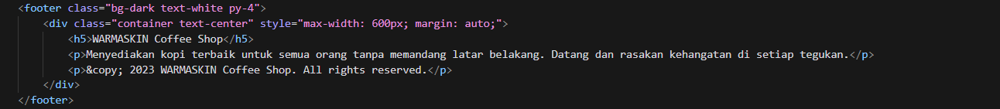 <footer class="bg-dark text-white py-4">
<div class="container text-center" style="max-width: 600px; margin: auto;">
<h5>WARMASKIN Coffee Shop</h5>
<p>Menyediakan kopi terbaik untuk semua orang tanpa memandang latar belakang. Datang dan rasakan kehangatan di setiap tegukan.</p>
<p>&copy; 2023 WARMASKIN Coffee Shop. All rights reserved.</p>
</div>
</footer>